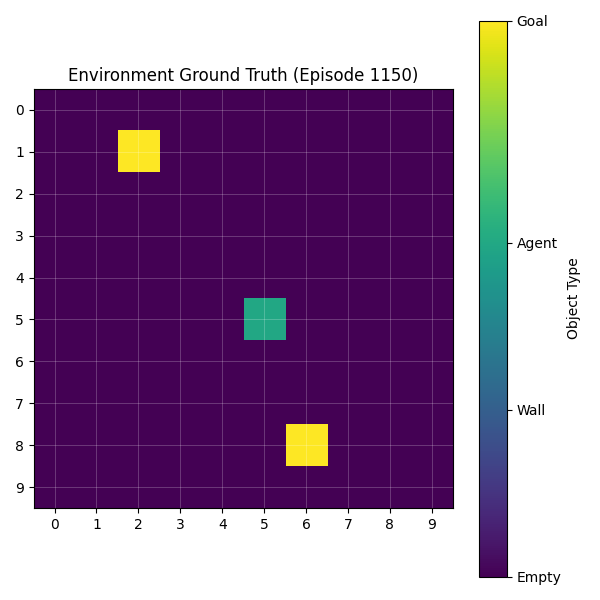 Environment Ground Truth (Episode 1150)
Goal
Agent
Wall
Empty
Object Type
0
1
2
3
4
5
6
7
8
9
0 1 2 3 4 5 6 7 8 9